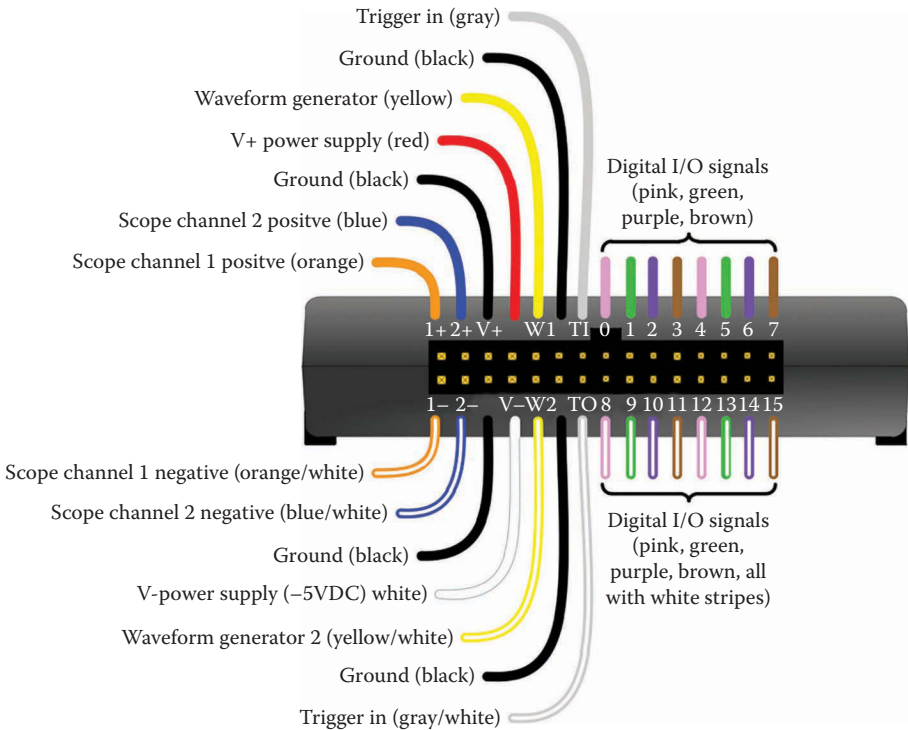 Trigger in (gray)
Ground (black)
Waveform generator (yellow)
V+ power supply (red)
Ground (black)
Scope channel 2 positve (blue)
Scope channel 1 positve (orange)
Digital I/O signals
(pink, green,
purple, brown)
1+ 2+ V+ W1 TI 0 1 2 3 4 5 6 7
1– 2– V– W2 TO 8 9 10 11 12 13 14 15
Scope channel 1 negative (orange/white)
Scope channel 2 negative (blue/white)
Ground (black)
V-power supply (–5VDC) white)
Waveform generator 2 (yellow/white)
Ground (black)
Trigger in (gray/white)
Digital I/O signals
(pink, green,
purple, brown, all
with white stripes)